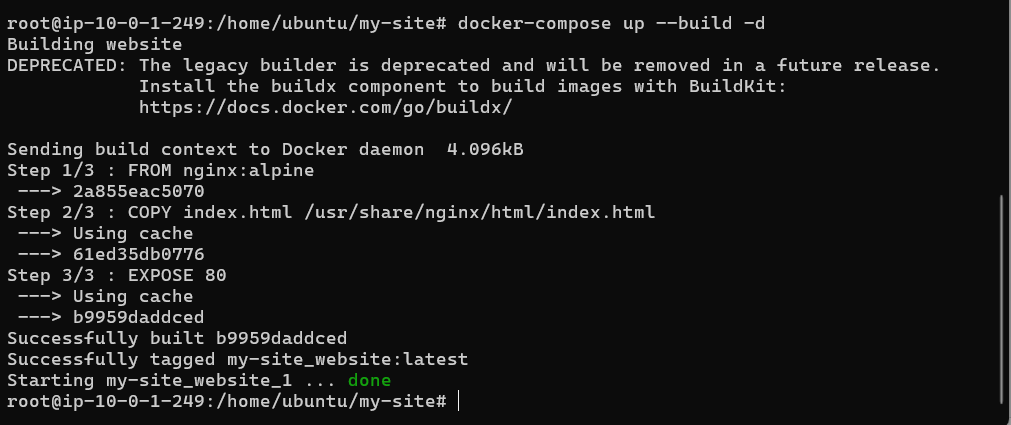 root@ip-10-0-1-249:/home/ubuntu/my-site# docker-compose up --build -d
Building website
DEPRECATED: The legacy builder is deprecated and will be removed in a future release.
            Install the buildx component to build images with BuildKit:
            https://docs.docker.com/go/buildx/

Sending build context to Docker daemon  4.096kB
Step 1/3 : FROM nginx:alpine
 ---> 2a855eac5070
Step 2/3 : COPY index.html /usr/share/nginx/html/index.html
 ---> Using cache
 ---> 61ed35db0776
Step 3/3 : EXPOSE 80
 ---> Using cache
 ---> b9959daddced
Successfully built b9959daddced
Successfully tagged my-site_website:latest
Starting my-site_website_1 ... done
root@ip-10-0-1-249:/home/ubuntu/my-site#